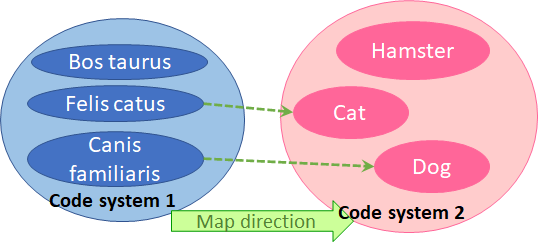 Bos taurus
Felis catus
Canis
familiaris
Code system 1
Hamster
Cat
Dog
Code system 2
Map direction